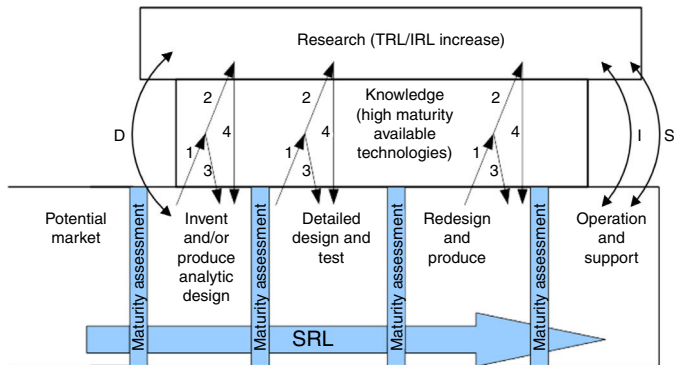 Research (TRL/IRL increase)
Knowledge
(high maturity
available
technologies)
2
2
2
4
4
4
1
1
1
3
3
3
D
I
S
Potential
market
Maturity assessment
Invent
and/or
produce
analytic
design
Maturity assessment
Detailed
design and
test
Maturity assessment
Redesign
and
produce
Maturity assessment
Operation
and
support
SRL